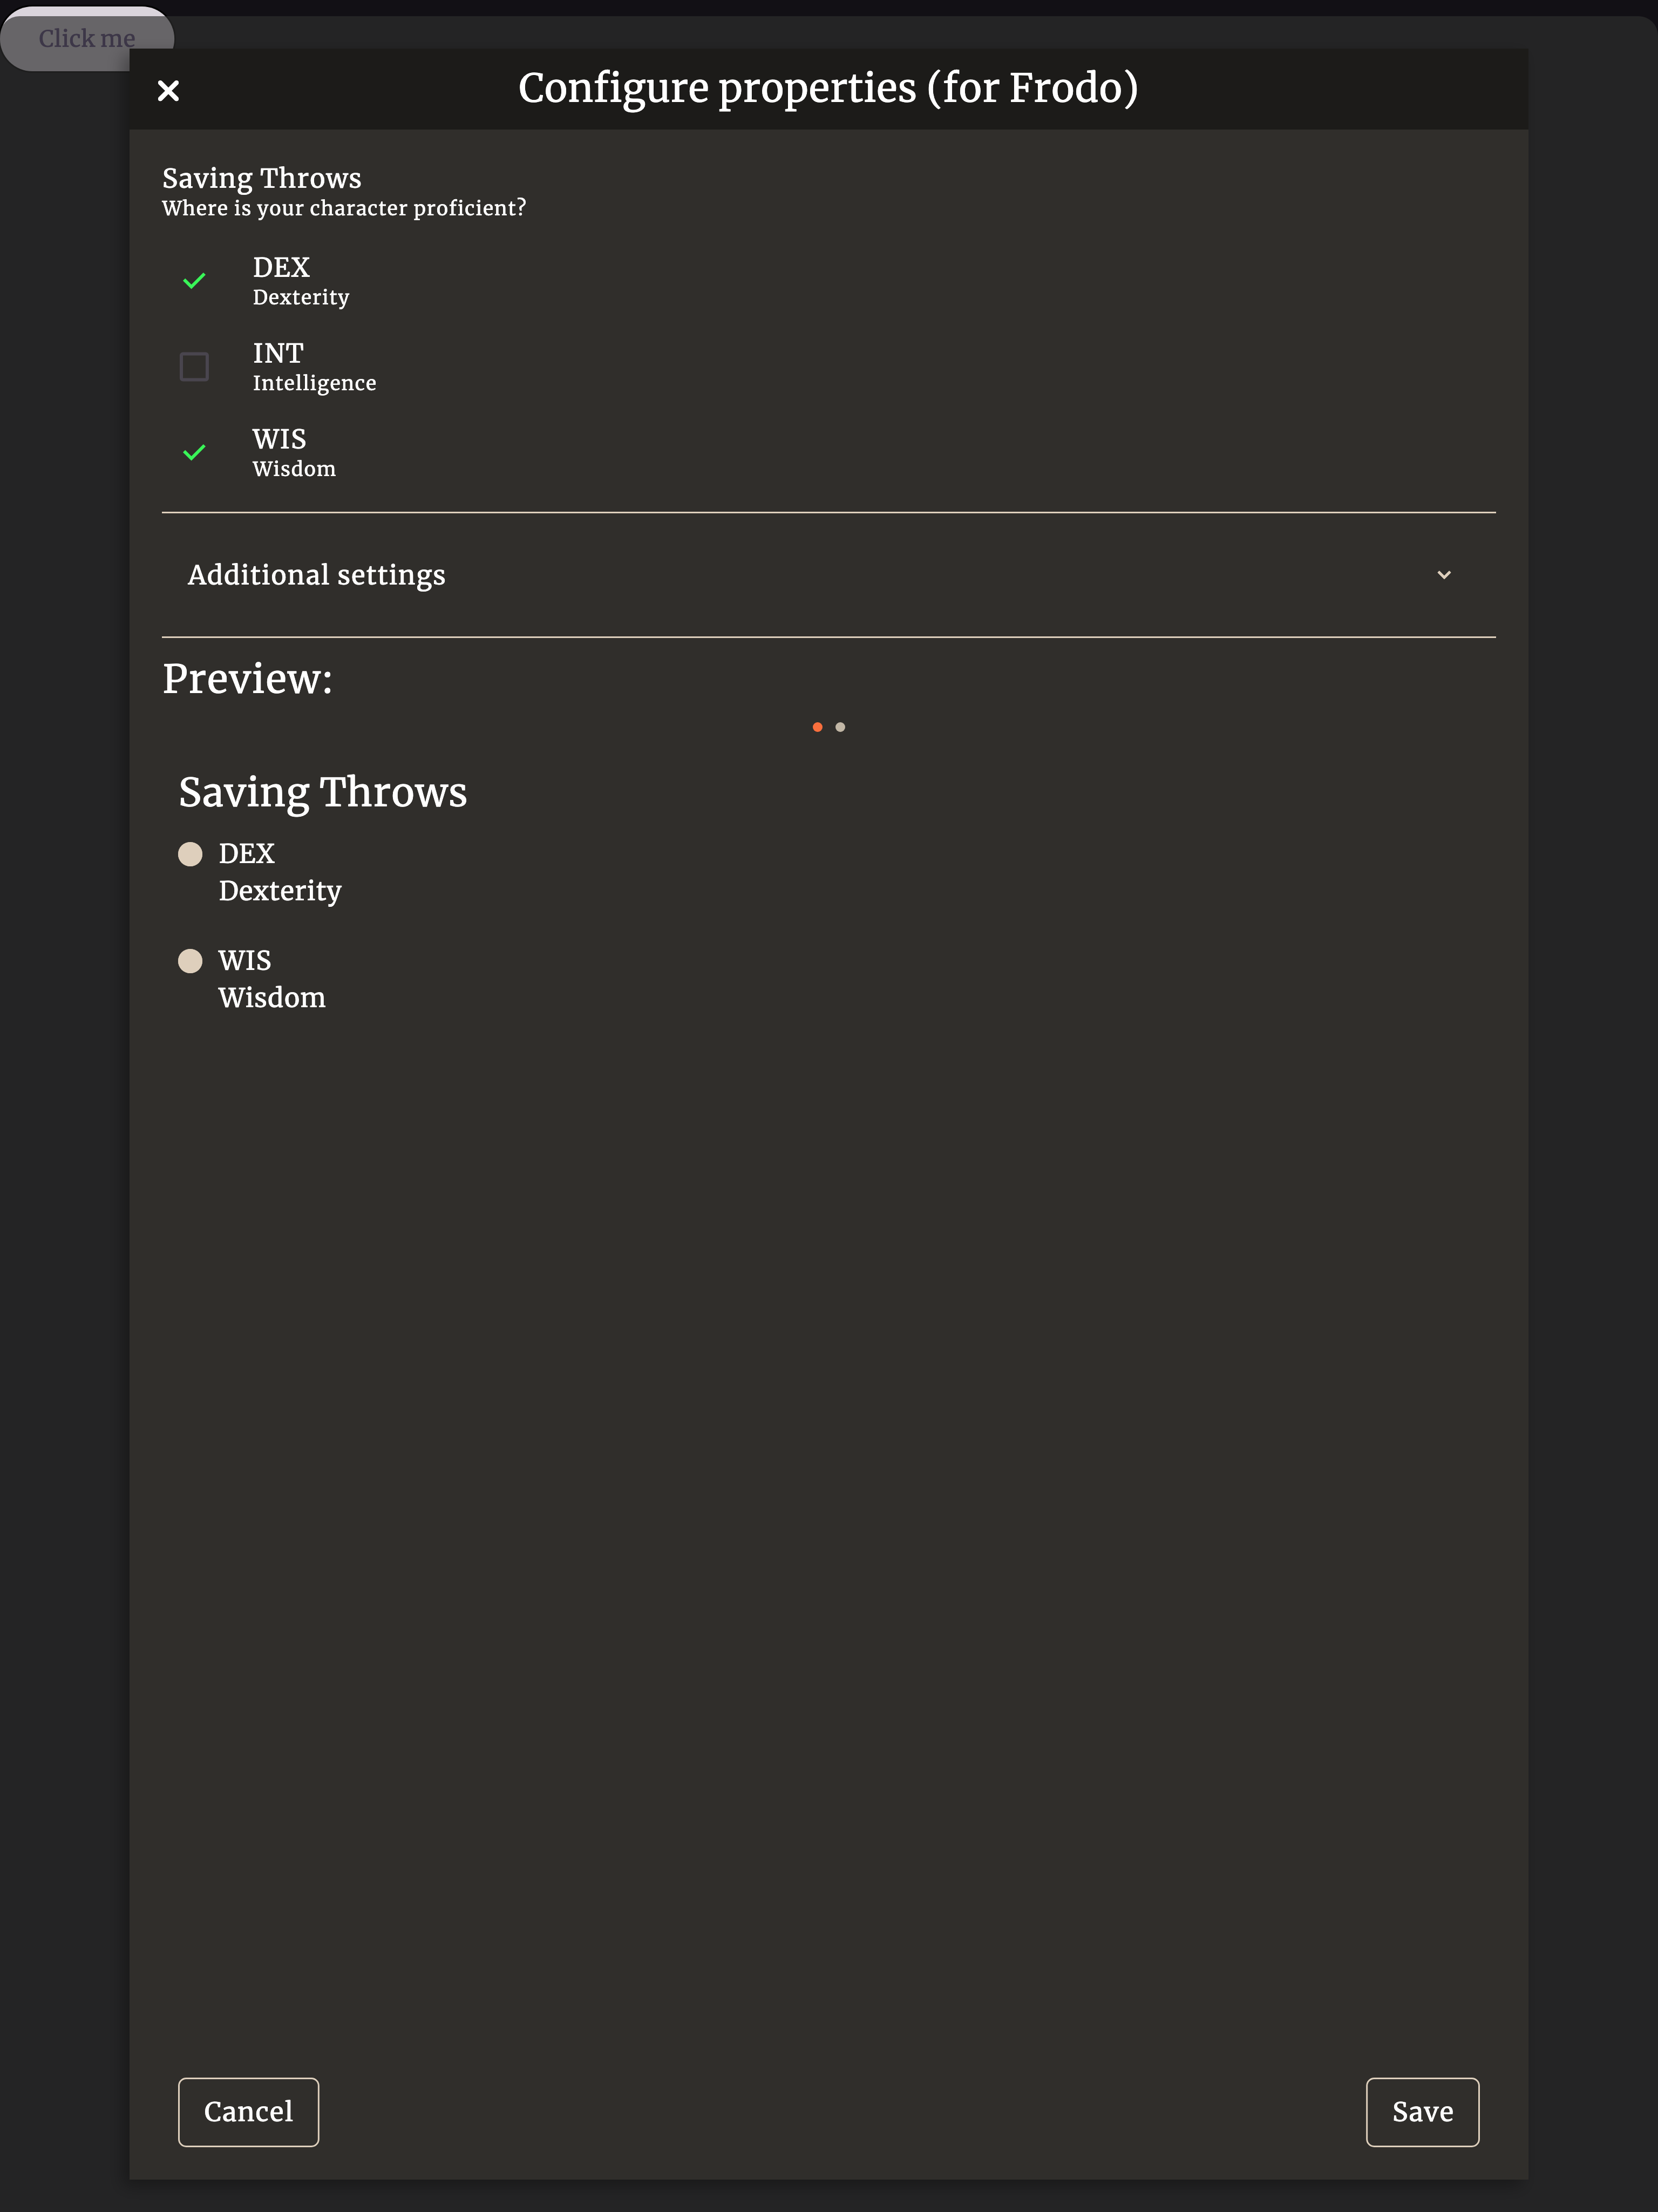 Click me
Configure properties (for Frodo)
Saving Throws
Where is your character proficient?
DEX
Dexterity
INT
Intelligence
WIS
Wisdom
Additional settings
Preview:
Saving Throws
DEX
Dexterity
WIS
Wisdom
Cancel
Save